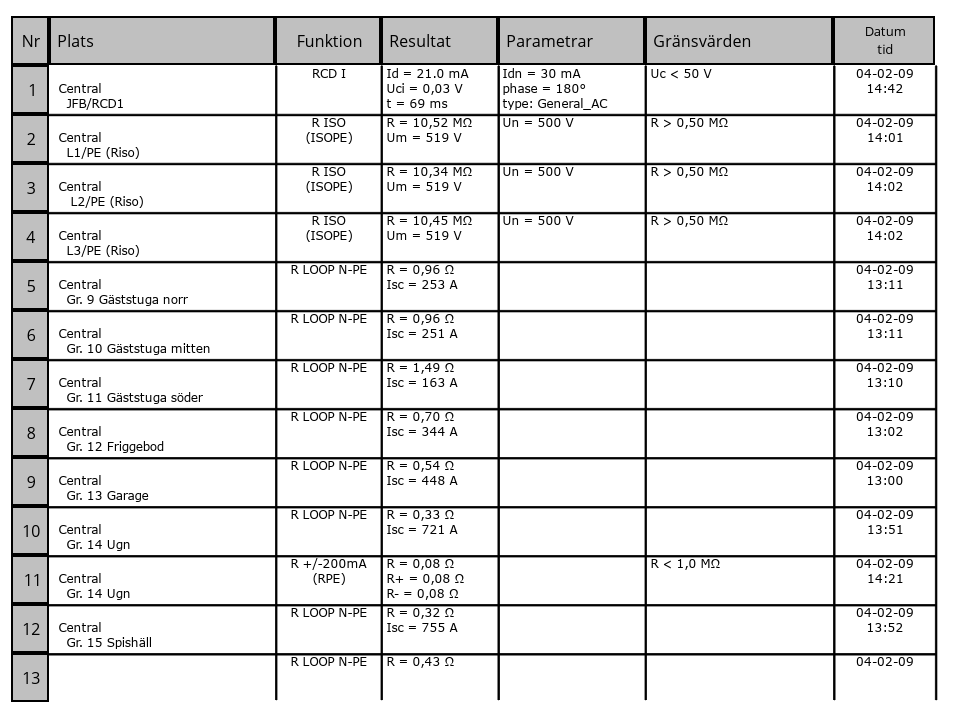 Nr Plats Funktion Resultat Parametrar Gränsvärden Datum
tid
RCD I Id = 21.0 mA Idn = 30 mA Uc < 50 V 04-02-09
1 Central Uci = 0,03 V phase = 180° 14:42
JFB/RCD1 t = 69 ms type: General_AC
R ISO R = 10,52 MΩ Un = 500 V R > 0,50 MΩ 04-02-09
2 Central (ISOPE) Um = 519 V 14:01
L1/PE (Riso)
R ISO R = 10,34 MΩ Un = 500 V R > 0,50 MΩ 04-02-09
3 Central (ISOPE) Um = 519 V 14:02
L2/PE (Riso)
R ISO R = 10,45 MΩ Un = 500 V R > 0,50 MΩ 04-02-09
4 Central (ISOPE) Um = 519 V 14:02
L3/PE (Riso)
R LOOP N-PE R = 0,96 Ω 04-02-09
5 Central Isc = 253 A 13:11
Gr. 9 Gäststuga norr
R LOOP N-PE R = 0,96 Ω 04-02-09
6 Central Isc = 251 A 13:11
Gr. 10 Gäststuga mitten
R LOOP N-PE R = 1,49 Ω 04-02-09
7 Central Isc = 163 A 13:10
Gr. 11 Gäststuga söder
R LOOP N-PE R = 0,70 Ω 04-02-09
8 Central Isc = 344 A 13:02
Gr. 12 Friggebod
R LOOP N-PE R = 0,54 Ω 04-02-09
9 Central Isc = 448 A 13:00
Gr. 13 Garage
R LOOP N-PE R = 0,33 Ω 04-02-09
10 Central Isc = 721 A 13:51
Gr. 14 Ugn
R +/-200mA R = 0,08 Ω R < 1,0 MΩ 04-02-09
11 Central (RPE) R+ = 0,08 Ω 14:21
Gr. 14 Ugn R- = 0,08 Ω
R LOOP N-PE R = 0,32 Ω 04-02-09
12 Central Isc = 755 A 13:52
Gr. 15 Spishäll
R LOOP N-PE R = 0,43 Ω 04-02-09
13